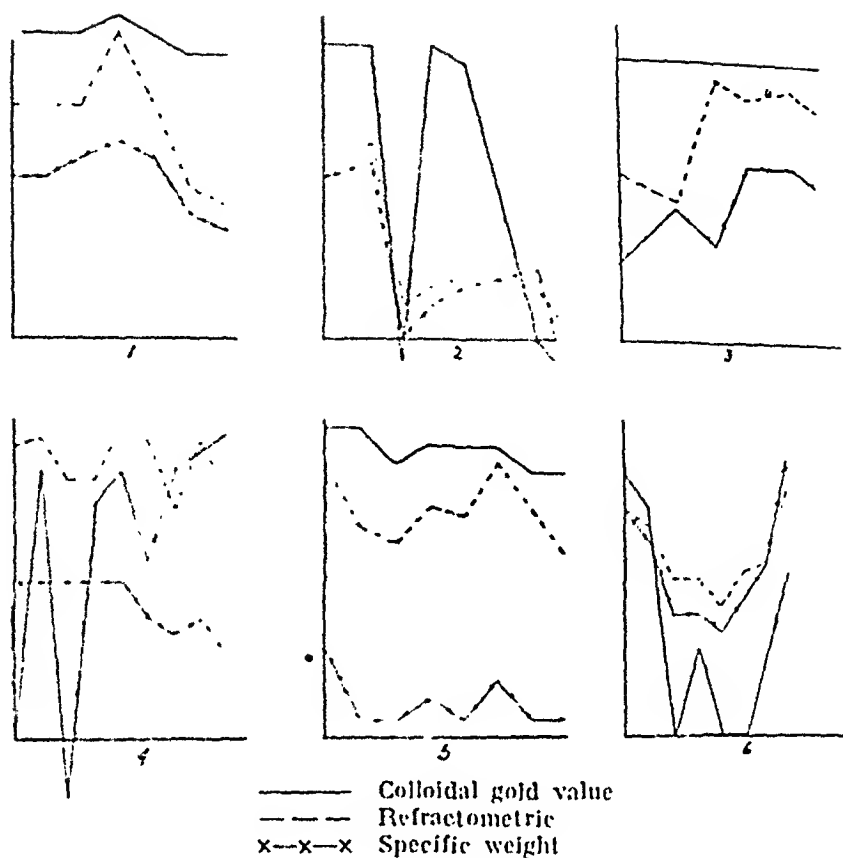 1
1 2
3
4
5
6
Colloidal gold value
Refractometric
x--x--x Specific weight